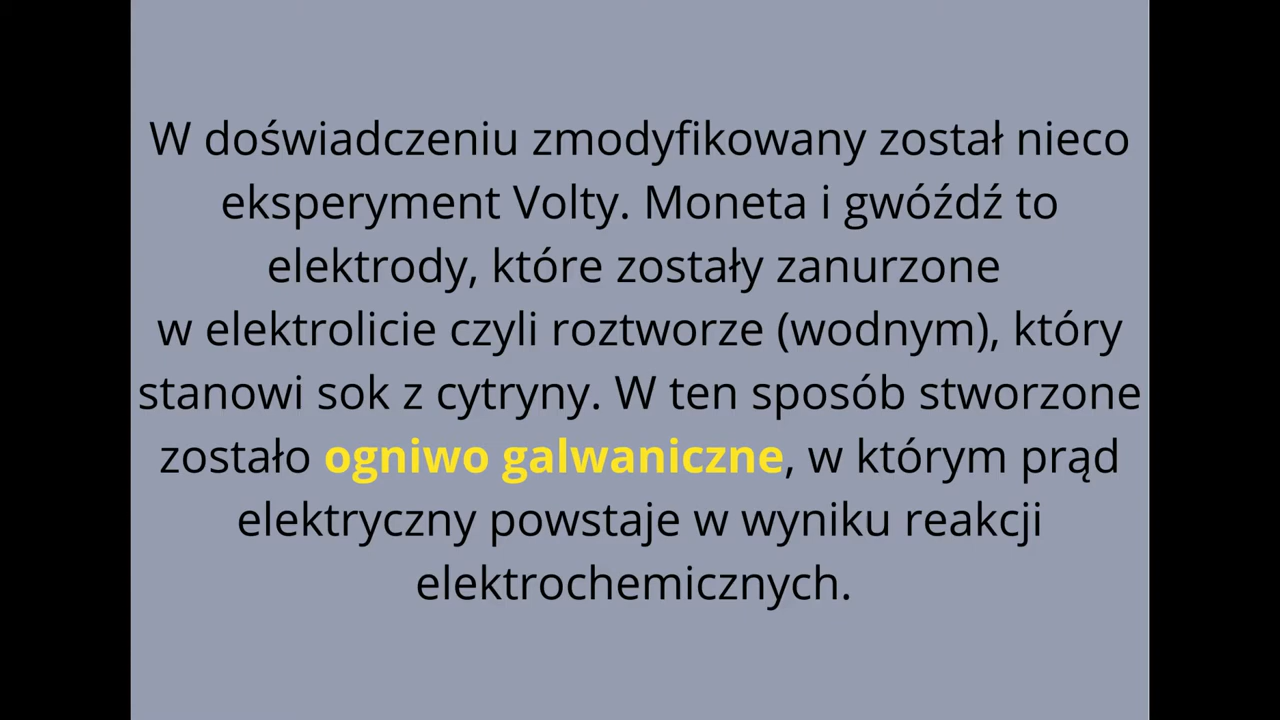 W doświadczeniu zmodyfikowany został nieco
eksperyment Volty. Moneta i gwóźdź to
elektrody, które zostały zanurzone
w elektrolicie czyli roztworze (wodnym), który
stanowi sok z cytryny. W ten sposób stworzone
zostało ogniwo galwaniczne, w którym prąd
elektryczny powstaje w wyniku reakcji
elektrochemicznych.